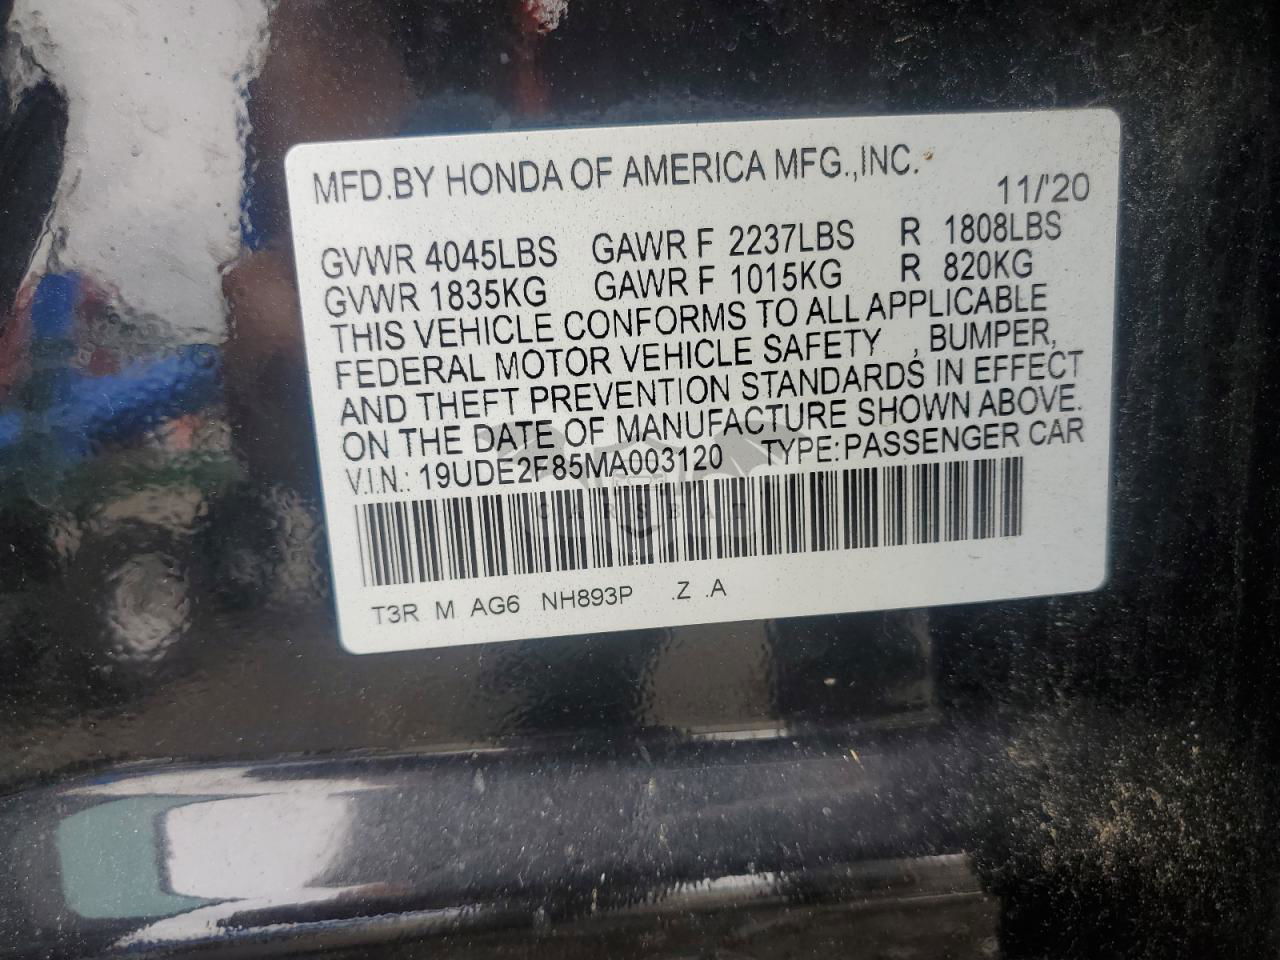 MFD.BY HONDA OF AMERICA MFG.,INC.
11/'20
GVWR 4045LBS GAWR F 2237LBS R 1808LBS
GVWR 1835KG GAWR F 1015KG R 820KG
THIS VEHICLE CONFORMS TO ALL APPLICABLE
FEDERAL MOTOR VEHICLE SAFETY , BUMPER,
AND THEFT PREVENTION STANDARDS IN EFFECT
ON THE DATE OF MANUFACTURE SHOWN ABOVE.
V.I.N.: 19UDE2F85MA003120 TYPE:PASSENGER CAR
CARSBAT
T3R M AG6 NH893P .Z .A